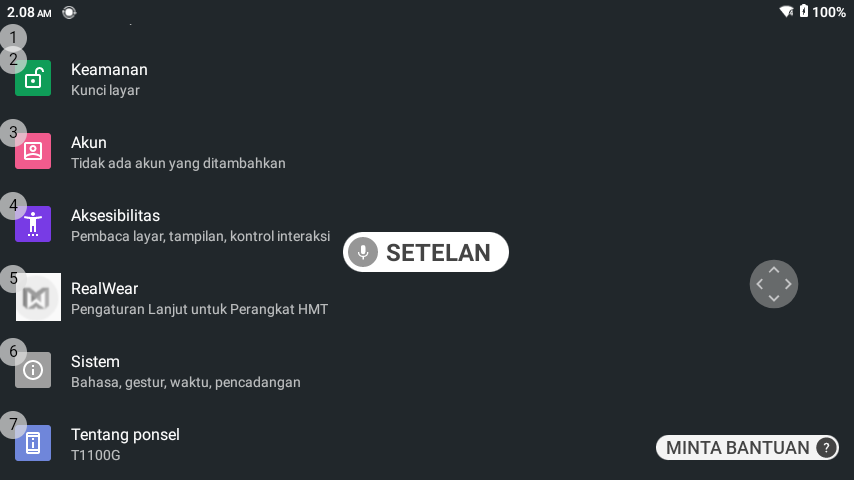 2.08 AM
100%
1
2
Keamanan
Kunci layar
3
Akun
Tidak ada akun yang ditambahkan
4
Aksesibilitas
Pembaca layar, tampilan, kontrol interaksi
SETELAN
5
RealWear
Pengaturan Lanjut untuk Perangkat HMT
6
Sistem
Bahasa, gestur, waktu, pencadangan
7
Tentang ponsel
T1100G
MINTA BANTUAN ?